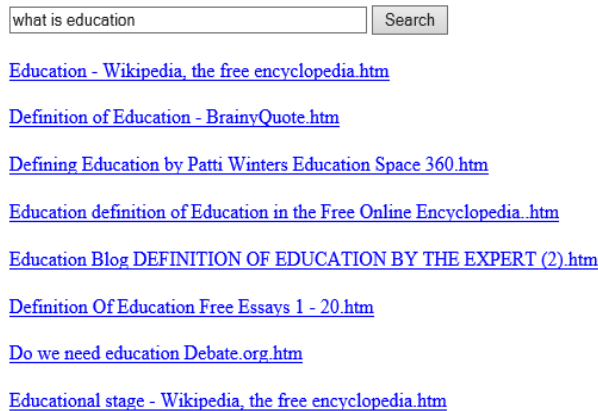 what is education Search
Education - Wikipedia, the free encyclopedia.htm
Definition of Education - BrainyQuote.htm
Defining Education by Patti Winters Education Space 360.htm
Education definition of Education in the Free Online Encyclopedia..htm
Education Blog DEFINITION OF EDUCATION BY THE EXPERT (2).htm
Definition Of Education Free Essays 1 - 20.htm
Do we need education Debate.org.htm
Educational stage - Wikipedia, the free encyclopedia.htm